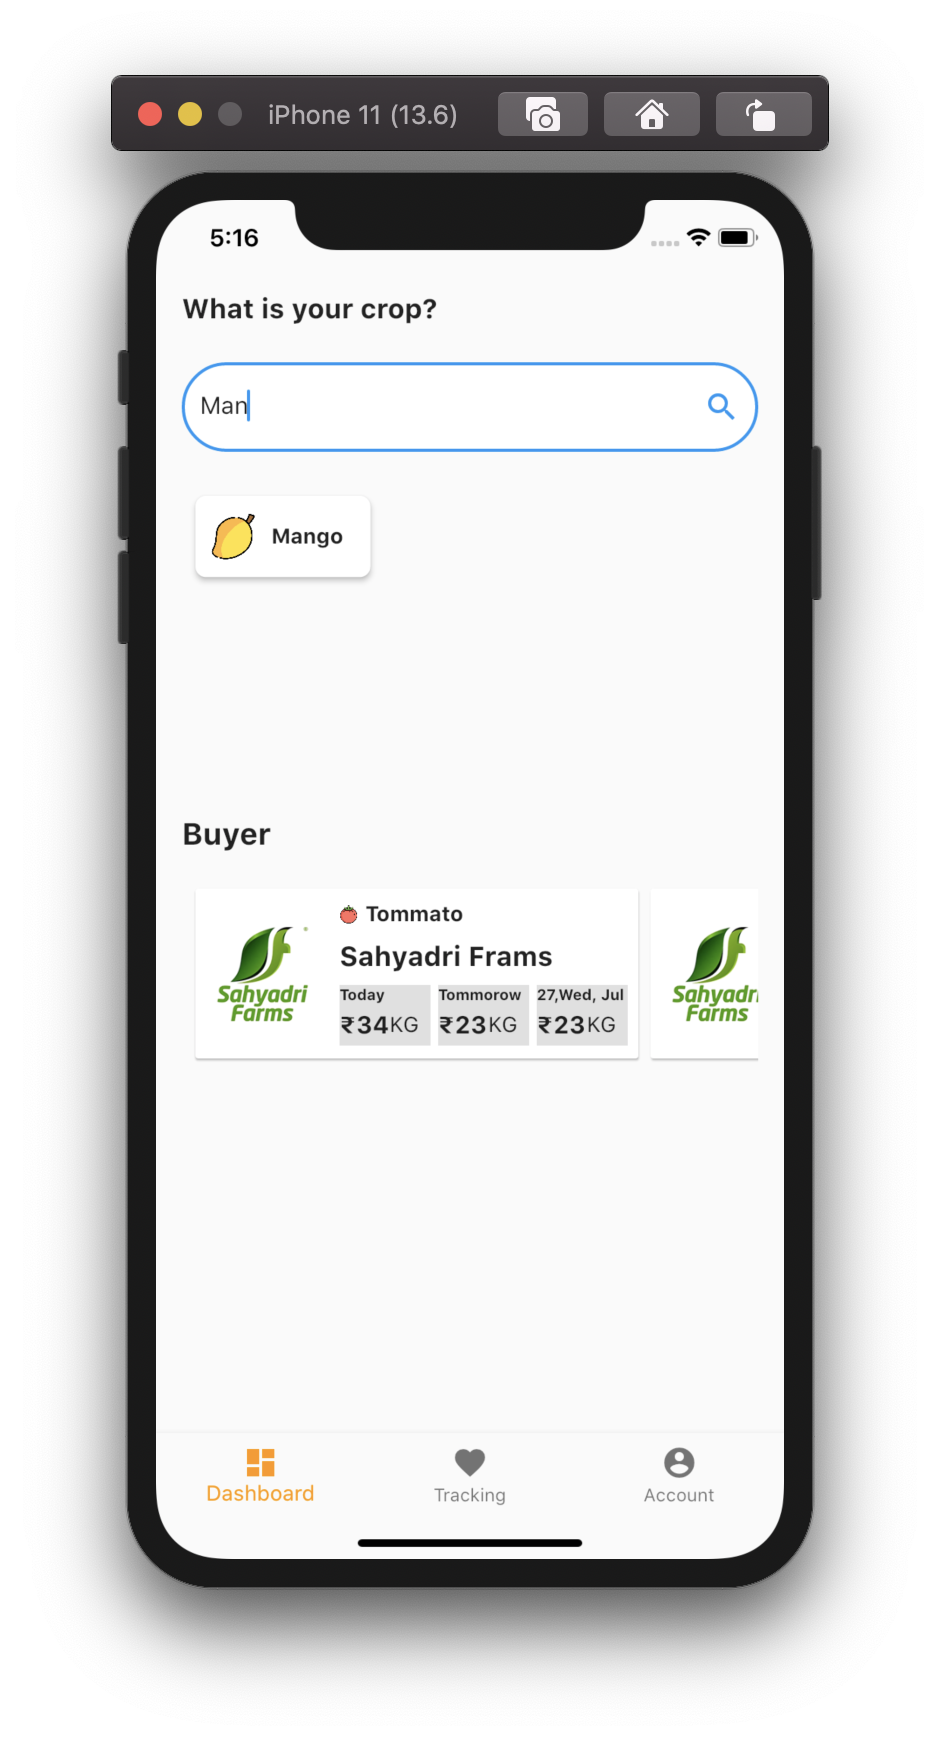 iPhone 11 (13.6)
5:16
What is your crop?
Man
Mango
Buyer
Tommato
Sahyadri Frams
Today Tommorow 27,Wed, Jul
₹34KG ₹23KG ₹23KG
Sahyadri
Farms
Sahyadri
Farms
Dashboard Tracking Account